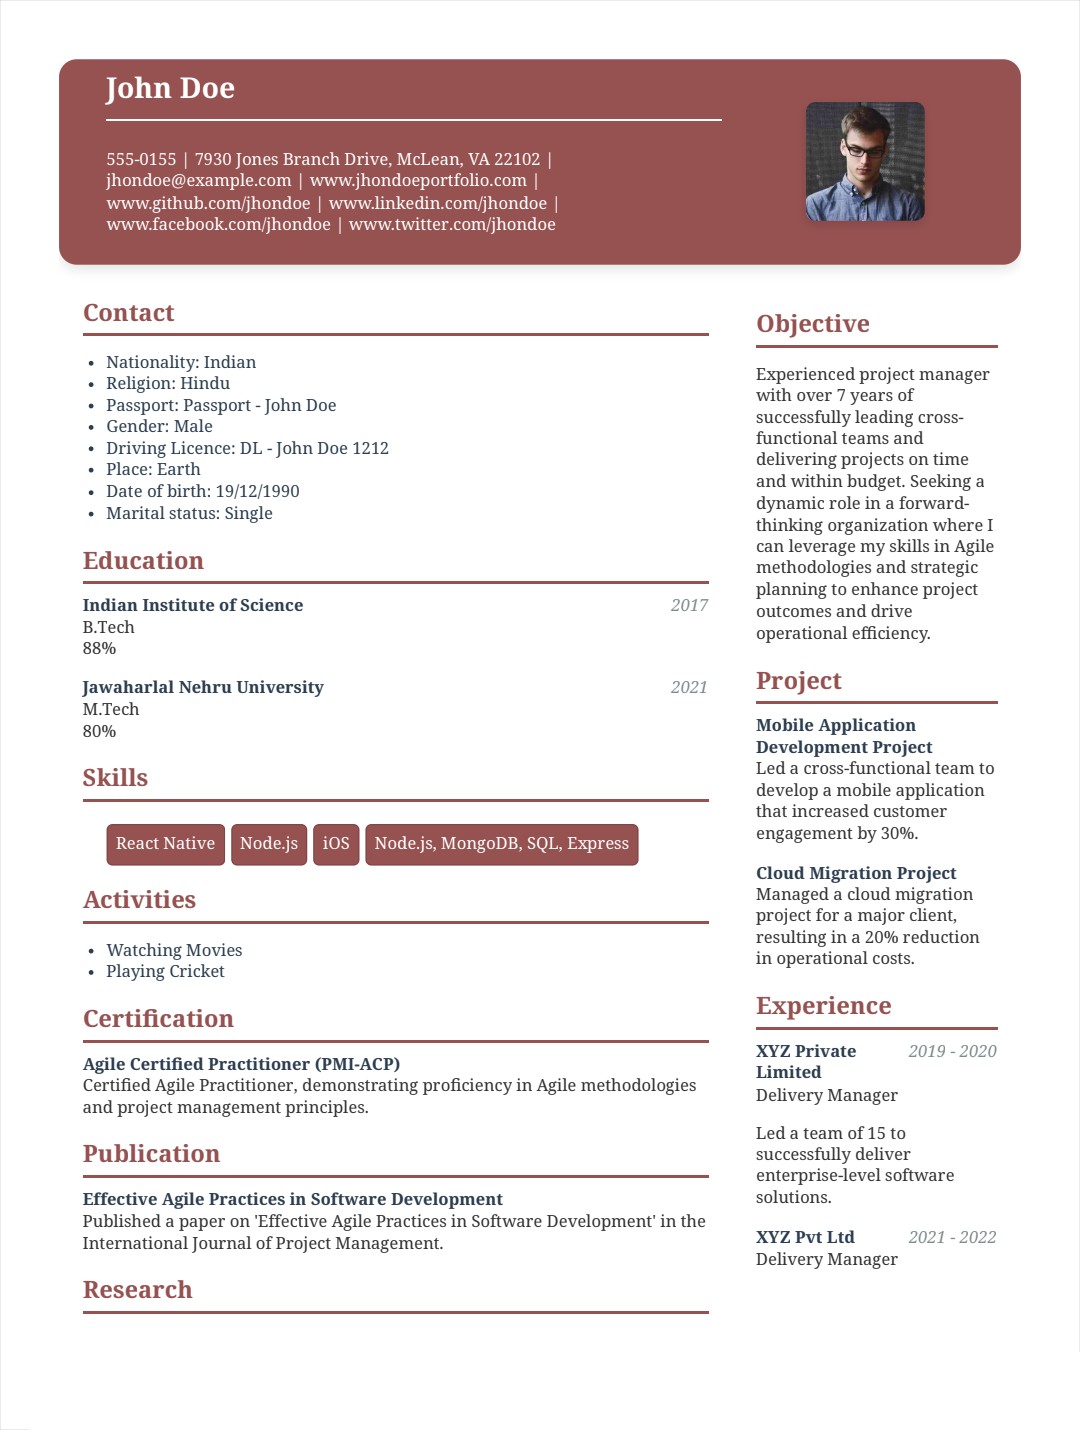 John Doe
555-0155 | 7930 Jones Branch Drive, McLean, VA 22102 |
jhondoe@example.com | www.jhondoeportfolio.com |
www.github.com/jhondoe | www.linkedin.com/jhondoe |
www.facebook.com/jhondoe | www.twitter.com/jhondoe
Contact
• Nationality: Indian
• Religion: Hindu
• Passport: Passport - John Doe
• Gender: Male
• Driving Licence: DL - John Doe 1212
• Place: Earth
• Date of birth: 19/12/1990
• Marital status: Single
Education
Indian Institute of Science 2017
B.Tech
88%
Jawaharlal Nehru University 2021
M.Tech
80%
Skills
React Native Node.js iOS Node.js, MongoDB, SQL, Express
Activities
• Watching Movies
• Playing Cricket
Certification
Agile Certified Practitioner (PMI-ACP)
Certified Agile Practitioner, demonstrating proficiency in Agile methodologies
and project management principles.
Publication
Effective Agile Practices in Software Development
Published a paper on 'Effective Agile Practices in Software Development' in the
International Journal of Project Management.
Research
Objective
Experienced project manager
with over 7 years of
successfully leading cross-
functional teams and
delivering projects on time
and within budget. Seeking a
dynamic role in a forward-
thinking organization where I
can leverage my skills in Agile
methodologies and strategic
planning to enhance project
outcomes and drive
operational efficiency.
Project
Mobile Application
Development Project
Led a cross-functional team to
develop a mobile application
that increased customer
engagement by 30%.
Cloud Migration Project
Managed a cloud migration
project for a major client,
resulting in a 20% reduction
in operational costs.
Experience
XYZ Private 2019 - 2020
Limited
Delivery Manager
Led a team of 15 to
successfully deliver
enterprise-level software
solutions.
XYZ Pvt Ltd 2021 - 2022
Delivery Manager